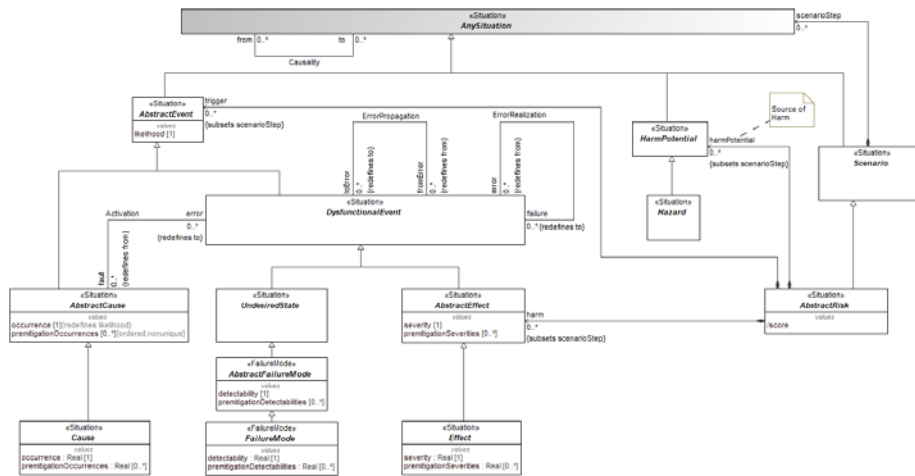 «Situation»
AnySituation
scenarioStep
0..*
from
0..*
to
0..*
Causality
«Situation»
AbstractEvent
values
likelihood [1]
trigger
0..*
{subsets scenarioStep}
ErrorPropagation
ErrorRealization
Source of
Harm
«Situation»
HarmPotential
harmPotential
0..*
{subsets scenarioStep}
«Situation»
Scenario
toError
0..*
{redefines to}
fromError
0..*
{redefines from}
error
0..*
{redefines from}
«Situation»
Hazard
Activation
error
0..*
{redefines to}
«Situation»
DysfunctionalEvent
failure
0..* {redefines to}
fault
0..*
{redefines from}
«Situation»
AbstractCause
values
occurrence [1]{redefines likelihood}
premitigationOccurrences [0..*]{ordered,nonunique}
«Situation»
UndesiredState
«Situation»
AbstractEffect
values
severity [1]
premitigationSeverities [0..*]
harm
0..*
{subsets scenarioStep}
«Situation»
AbstractRisk
values
/score
«FailureMode»
AbstractFailureMode
values
detectability [1]
premitigationDetectabilities [0..*]
«Situation»
Cause
values
occurrence : Real [1]
premitigationOccurrences : Real [0..*]
«FailureMode»
FailureMode
values
detectability : Real [1]
premitigationDetectabilities : Real [0..*]
«Situation»
Effect
values
severity : Real [1]
premitigationSeverities : Real [0..*]